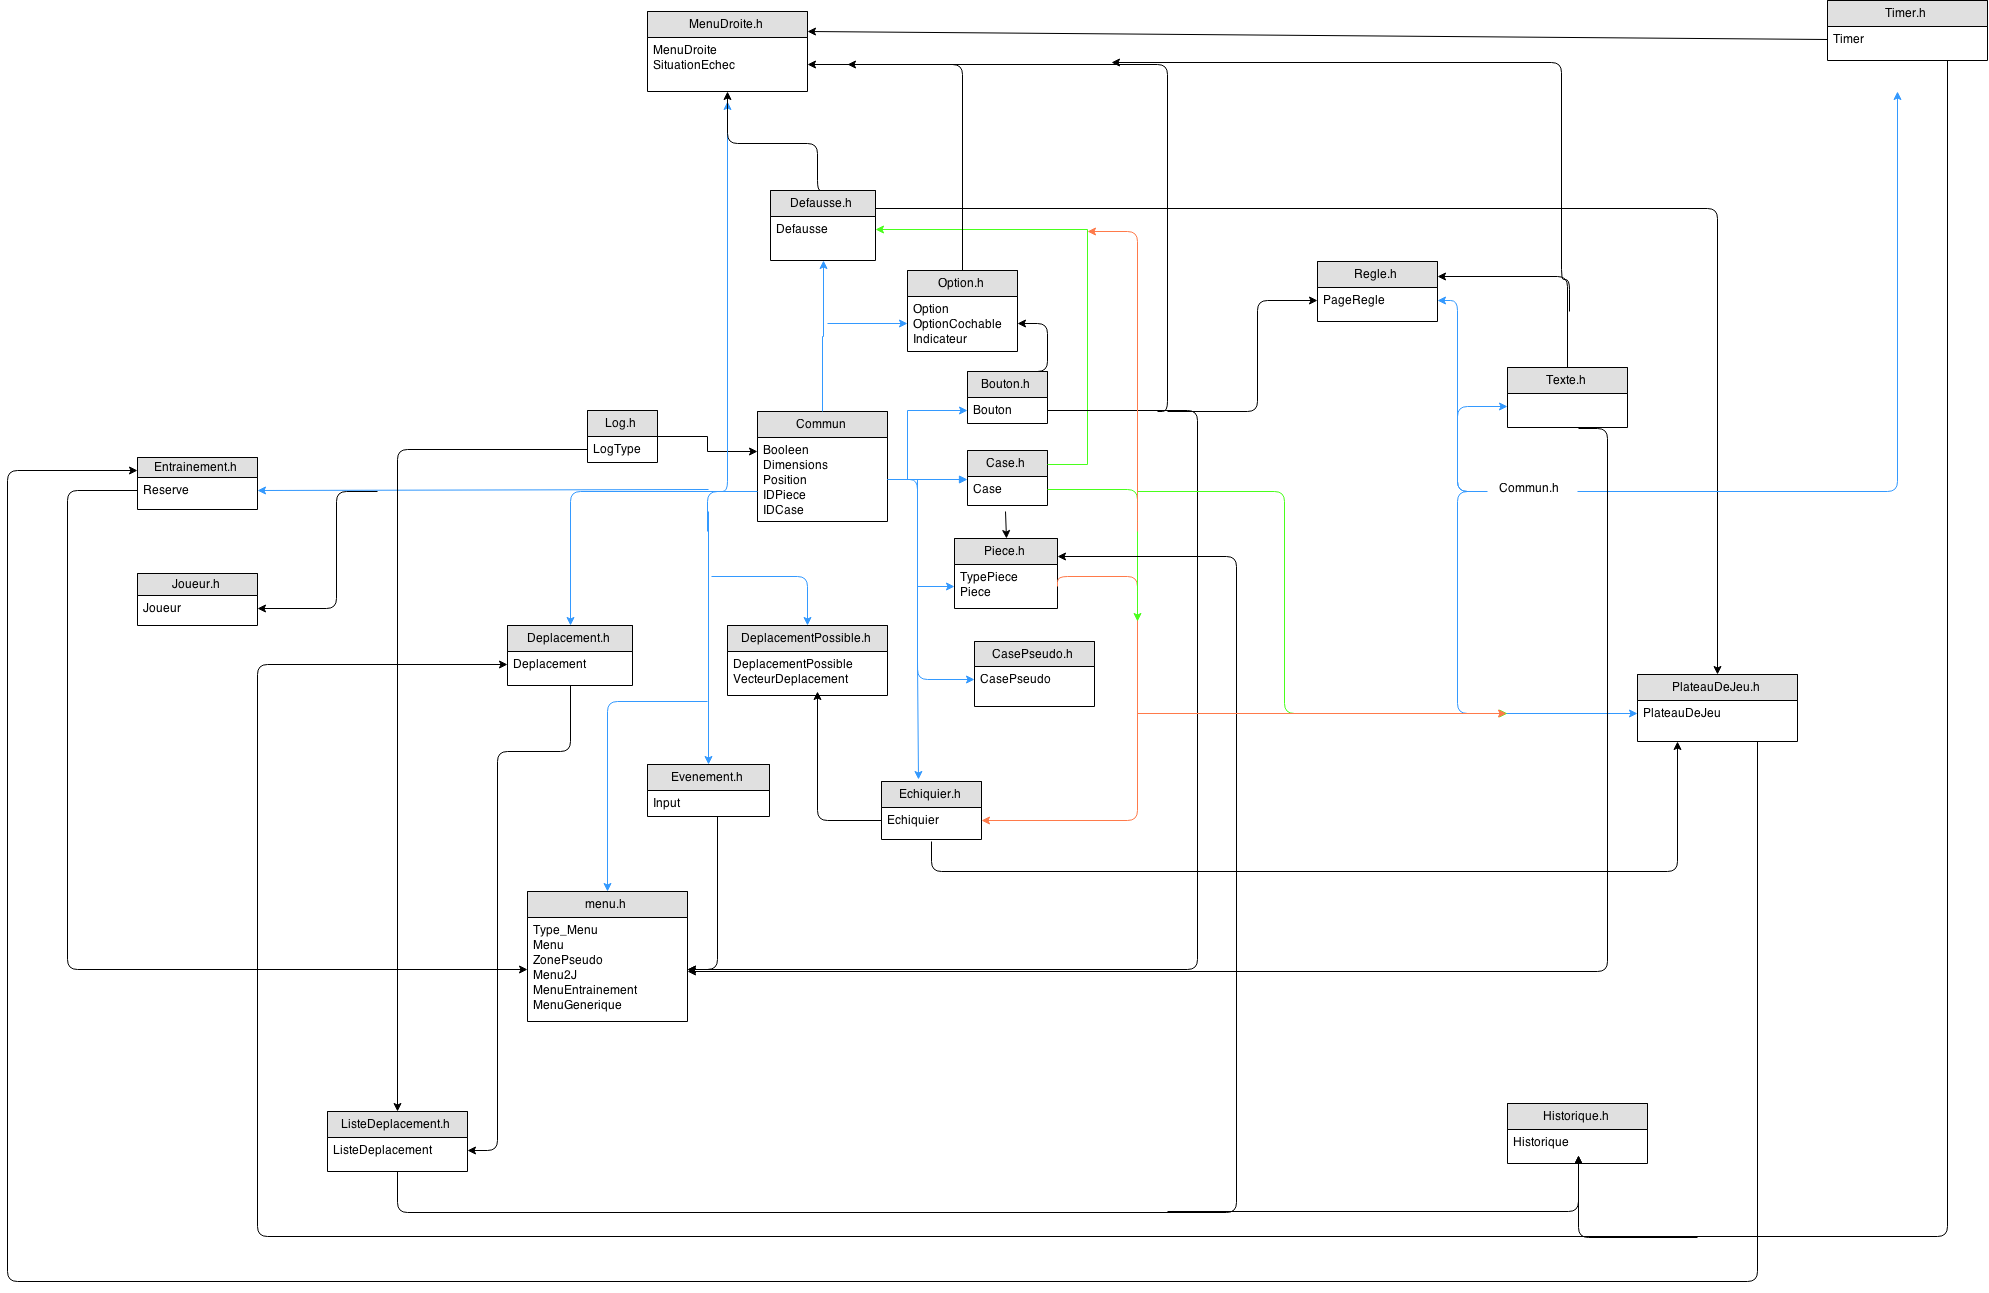 MenuDroite.h
MenuDroite
SituationEchec
Timer.h
Timer
Defausse.h
Defausse
Option.h
Option
OptionCochable
Indicateur
Regle.h
PageRegle
Bouton.h
Bouton
Texte.h
Log.h
LogType
Commun
Booleen
Dimensions
Position
IDPiece
IDCase
Case.h
Case
Entrainement.h
Reserve
Commun.h
Piece.h
TypePiece
Piece
Joueur.h
Joueur
Deplacement.h
Deplacement
DeplacementPossible.h
DeplacementPossible
VecteurDeplacement
CasePseudo.h
CasePseudo
PlateauDeJeu.h
PlateauDeJeu
Evenement.h
Input
Echiquier.h
Echiquier
menu.h
Type_Menu
Menu
ZonePseudo
Menu2J
MenuEntrainement
MenuGenerique
ListeDeplacement.h
ListeDeplacement
Historique.h
Historique